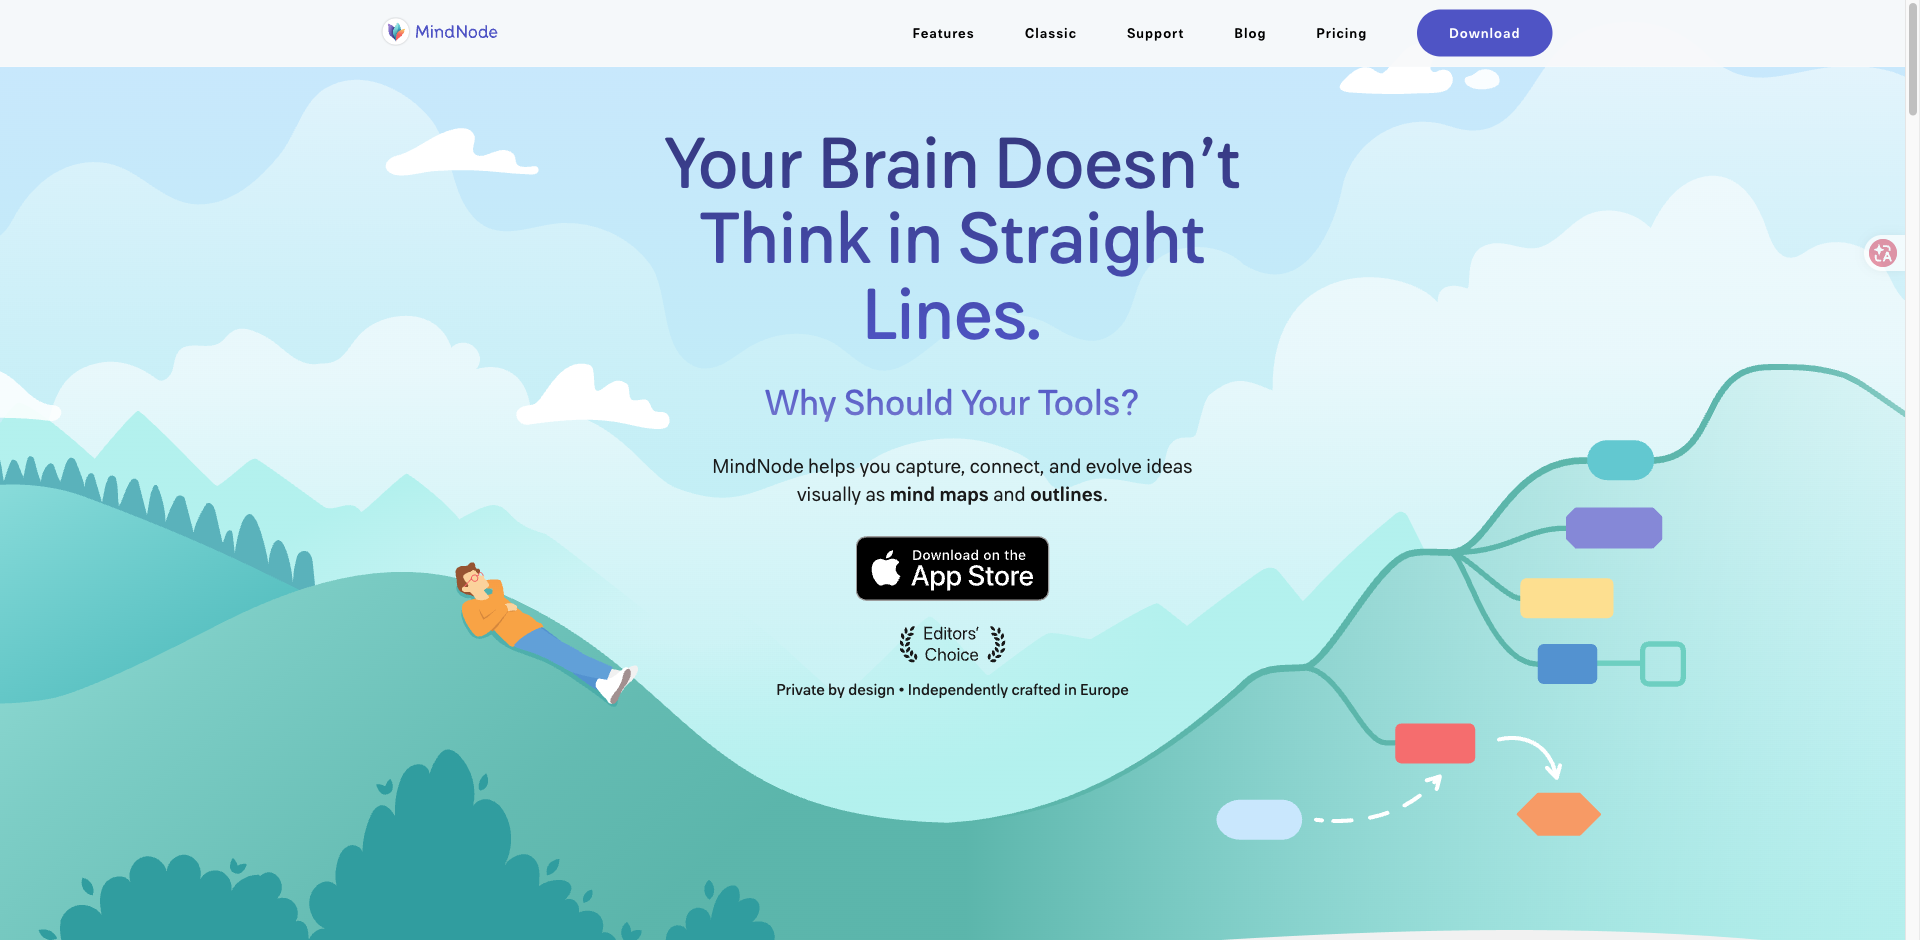 MindNode
Features
Classic
Support
Blog
Pricing
Download
Your Brain Doesn’t
Think in Straight
Lines.
Why Should Your Tools?
MindNode helps you capture, connect, and evolve ideas
visually as mind maps and outlines.
Download on the
App Store
Editors’
Choice
Private by design • Independently crafted in Europe
A